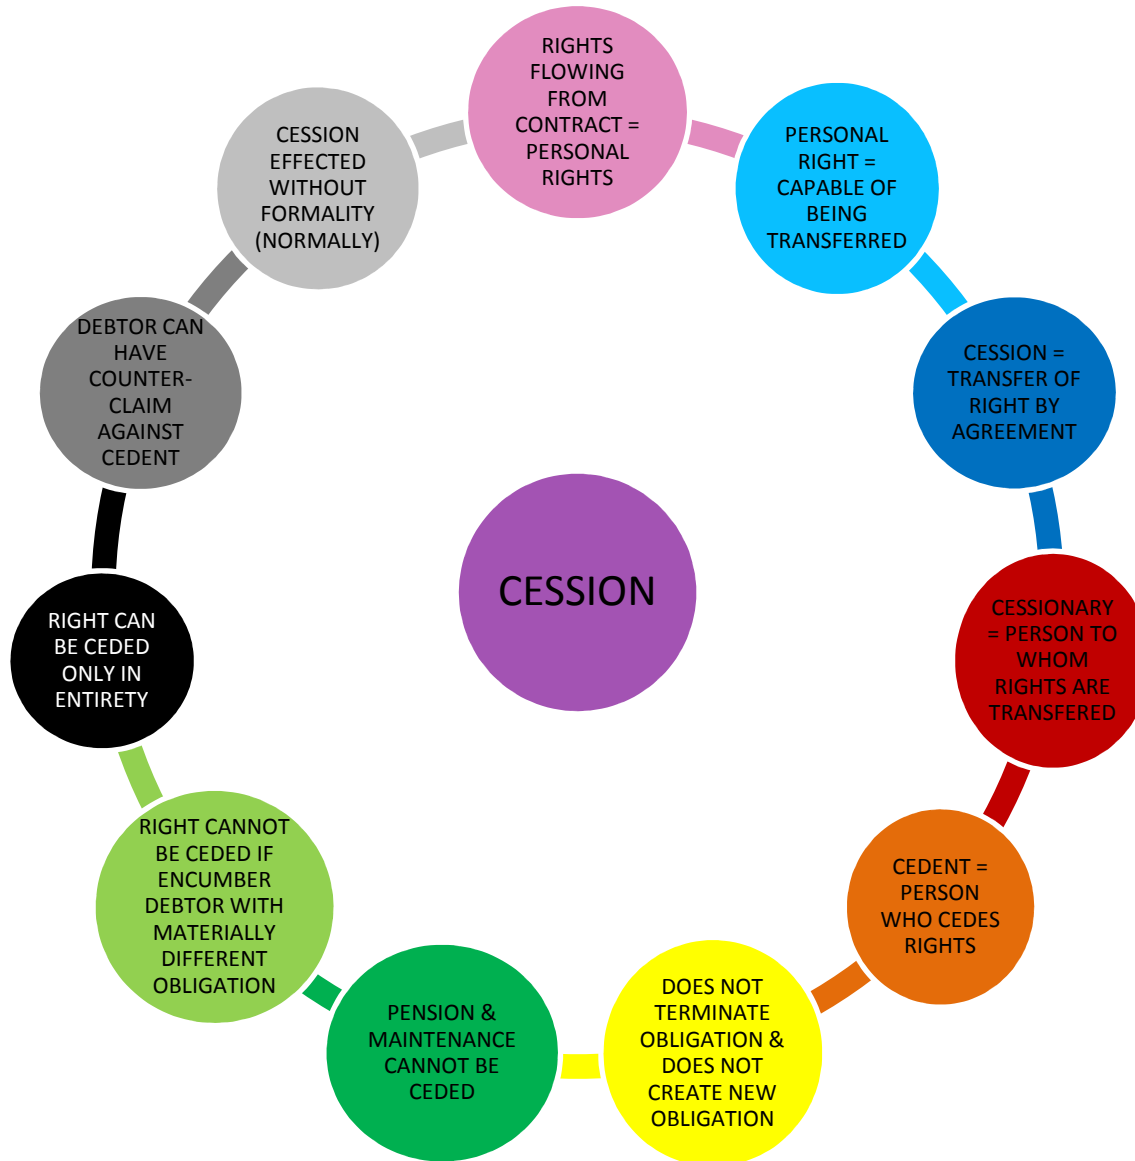 RIGHTS
FLOWING
FROM
CONTRACT =
PERSONAL
RIGHTS
PERSONAL
RIGHT =
CAPABLE OF
BEING
TRANSFERRED
CESSION =
TRANSFER OF
RIGHT BY
AGREEMENT
CESSIONARY
= PERSON TO
WHOM
RIGHTS ARE
TRANSFERED
CEDENT =
PERSON
WHO CEDES
RIGHTS
DOES NOT
TERMINATE
OBLIGATION &
DOES NOT
CREATE NEW
OBLIGATION
PENSION &
MAINTENANCE
CANNOT BE
CEDED
RIGHT CANNOT
BE CEDED IF
ENCUMBER
DEBTOR WITH
MATERIALLY
DIFFERENT
OBLIGATION
RIGHT CAN
BE CEDED
ONLY IN
ENTIRETY
DEBTOR CAN
HAVE
COUNTER-
CLAIM
AGAINST
CEDENT
CESSION
EFFECTED
WITHOUT
FORMALITY
(NORMALLY)
CESSION